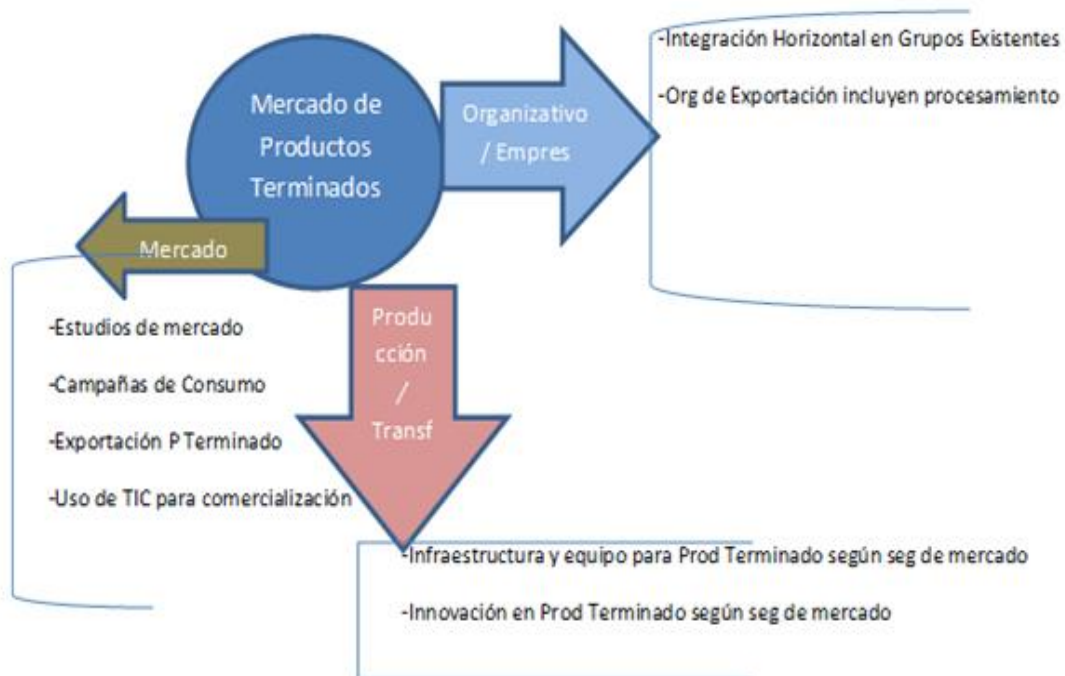 Mercado de
Productos
Terminados
Organizativo
/ Empres
-Integración Horizontal en Grupos Existentes
-Org de Exportación incluyen procesamiento
Mercado
-Estudios de mercado
-Campañas de Consumo
-Exportación P Terminado
-Uso de TIC para comercialización
Produ
cción
/
Transf
-Infraestructura y equipo para Prod Terminado según seg de mercado
-Innovación en Prod Terminado según seg de mercado